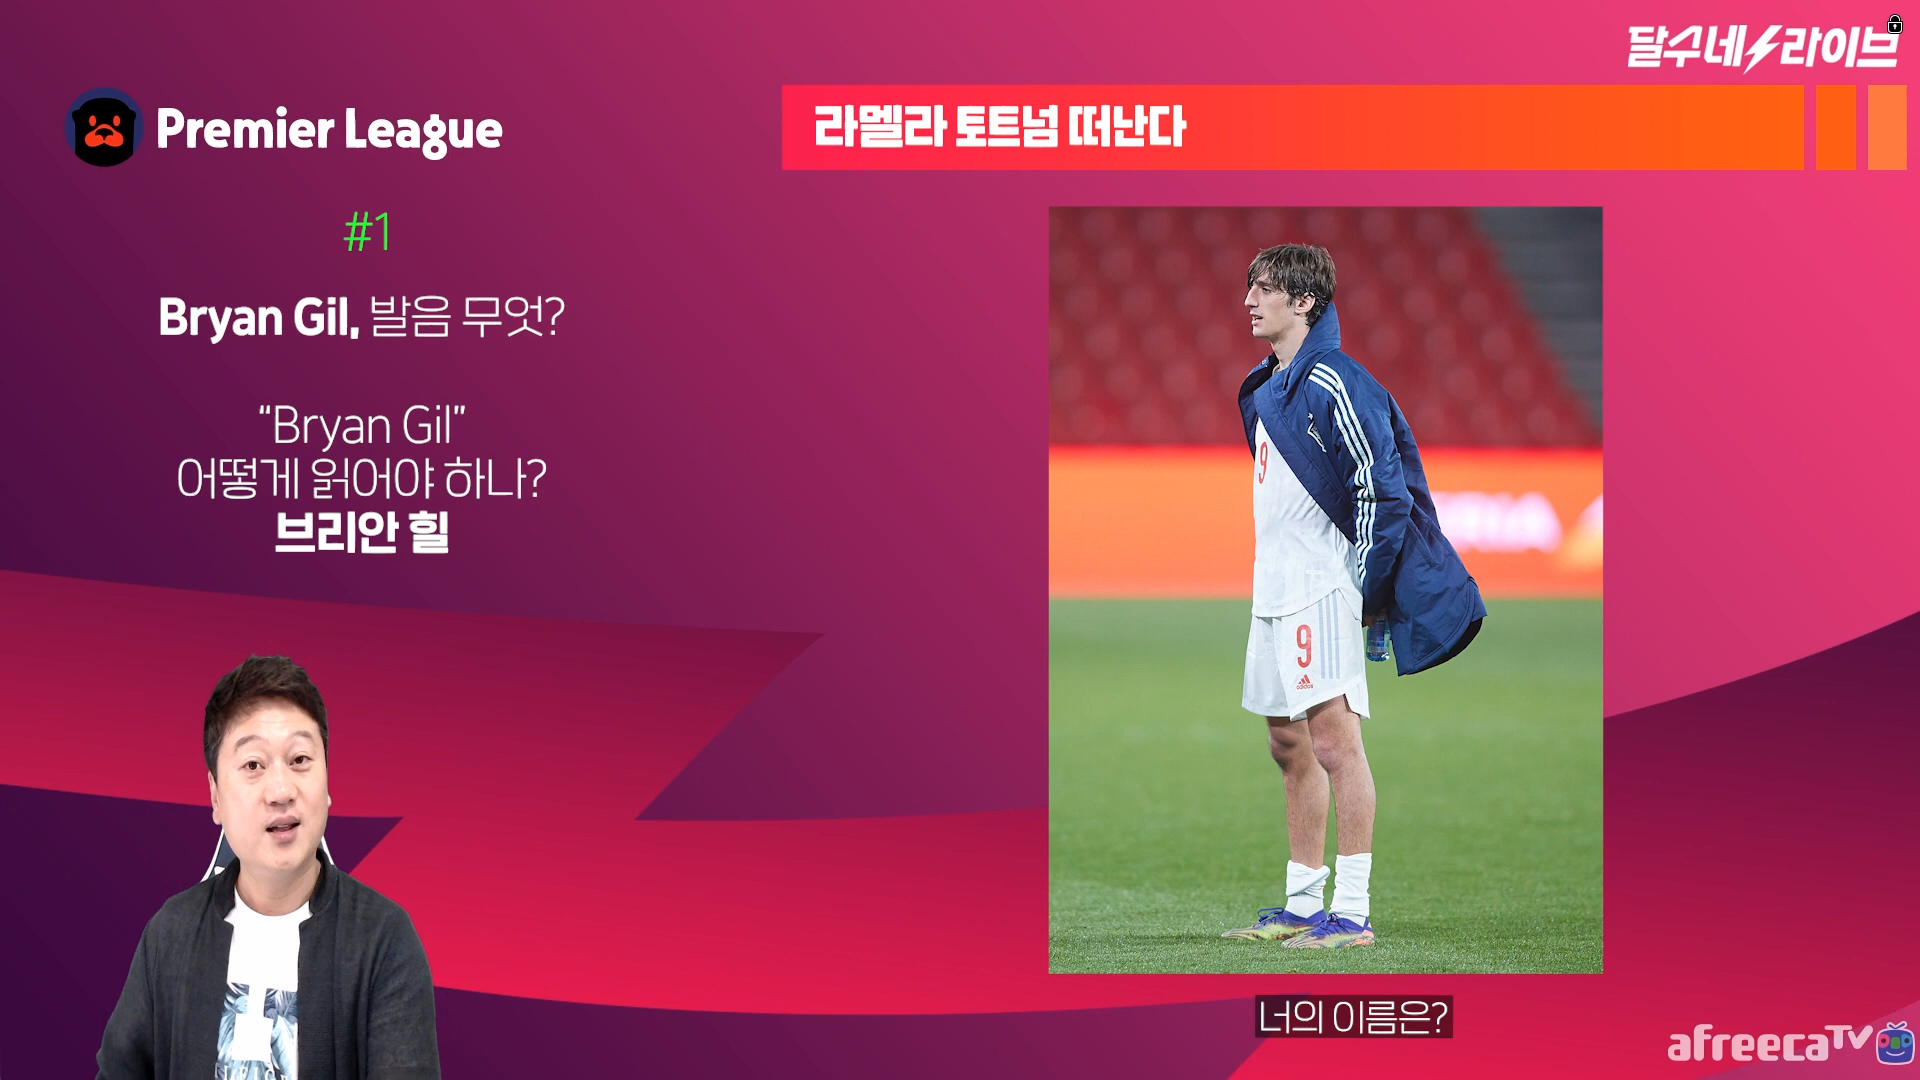 달수네라이브
Premier League
라멜라 토트넘 떠난다
#1
Bryan Gil, 발음 무엇?
“Bryan Gil”
어떻게 읽어야 하나?
브리안 힐
9
9
adidas
너의 이름은?
afreecaTV